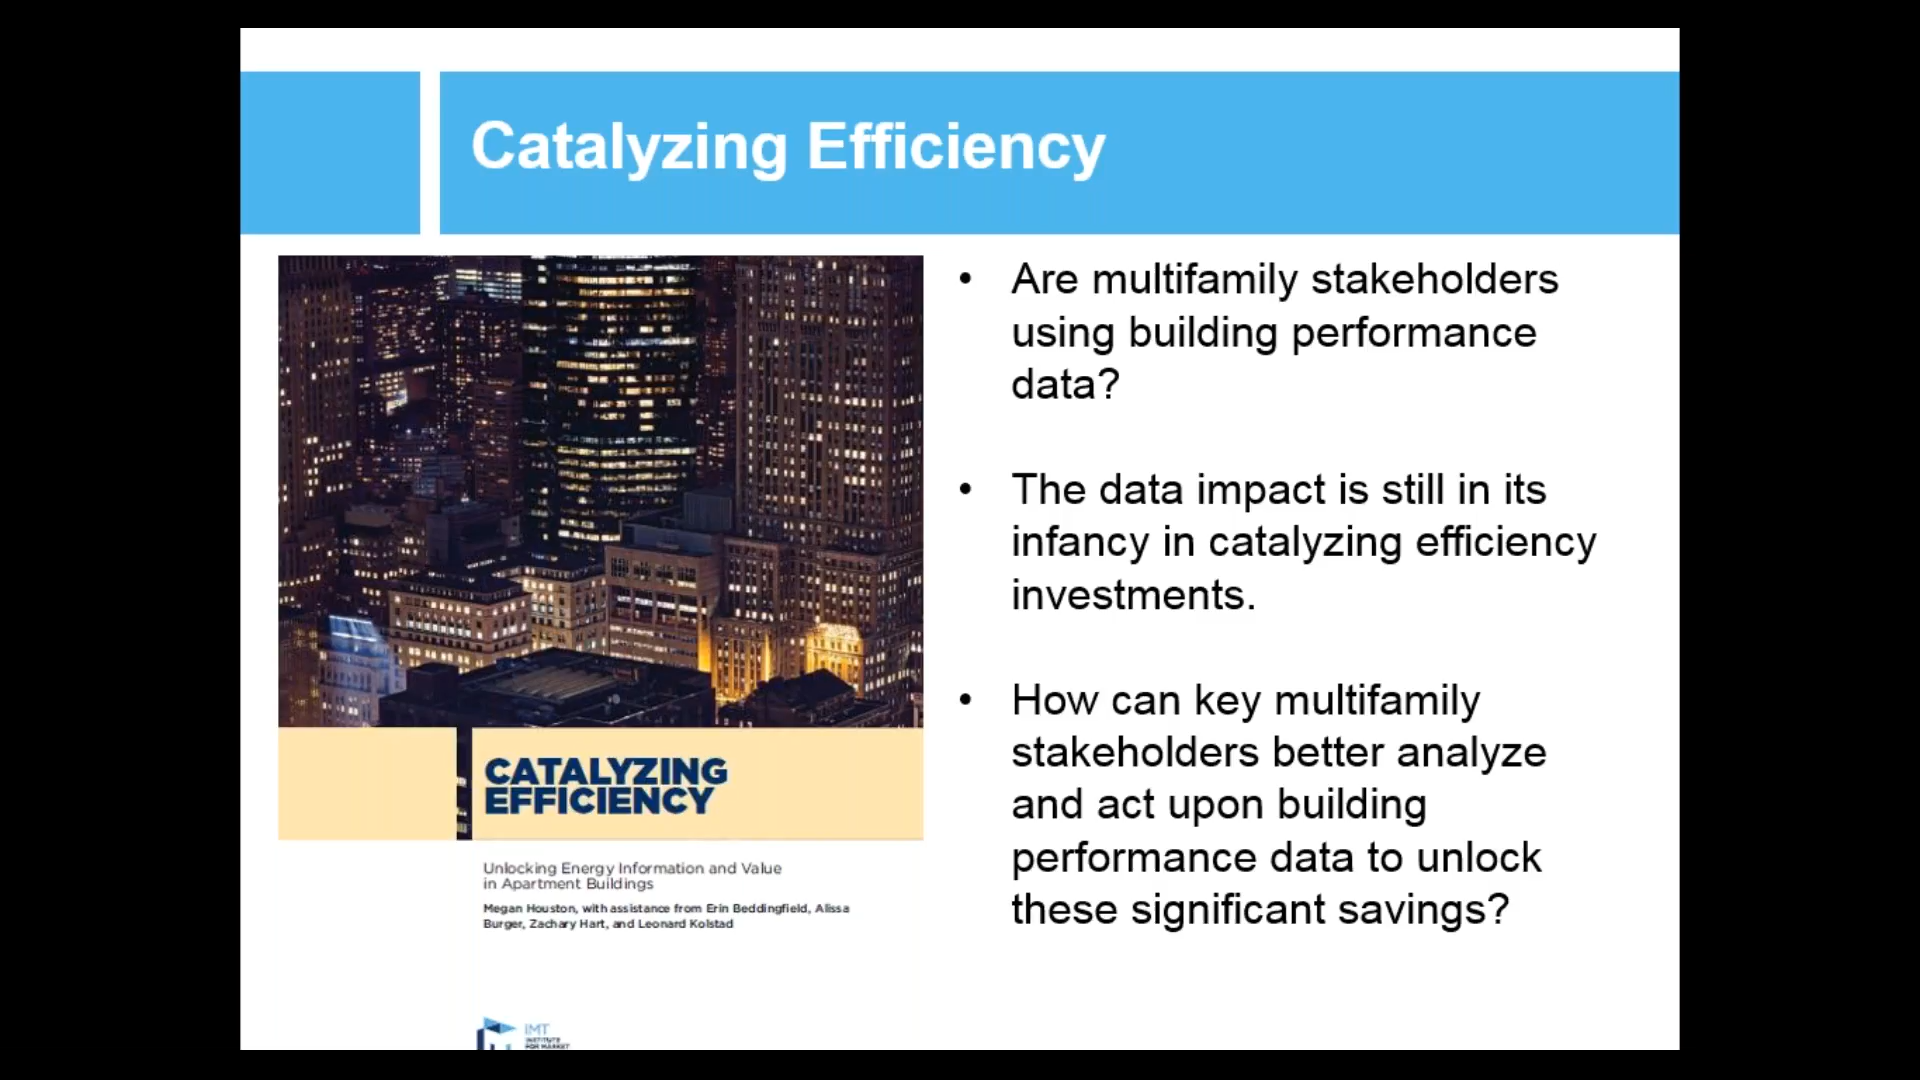 Catalyzing Efficiency
CATALYZING
EFFICIENCY
Unlocking Energy Information and Value
in Apartment Buildings
Megan Houston, with assistance from Erin Beddingfield, Alissa
Burger, Zachary Hart, and Leonard Kolstad
IMT
INSTITUTE
FOR MARKET
• Are multifamily stakeholders
using building performance
data?
• The data impact is still in its
infancy in catalyzing efficiency
investments.
• How can key multifamily
stakeholders better analyze
and act upon building
performance data to unlock
these significant savings?